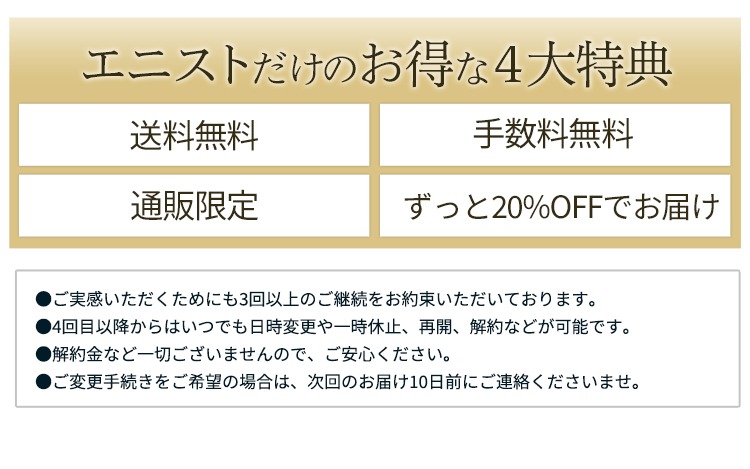 エニストだけのお得な4大特典
送料無料
手数料無料
通販限定
ずっと20%OFFでお届け
●ご実感いただくためにも3回以上のご継続をお約束いただいております。
●4回目以降からはいつでも日時変更や一時休止、再開、解約などが可能です。
●解約金など一切ございませんので、ご安心ください。
●ご変更手続きをご希望の場合は、次回のお届け10日前にご連絡くださいませ。